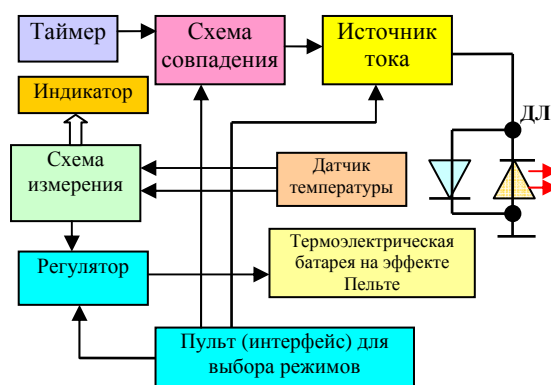 Таймер
Схема
совпадения
Источник
тока
Индикатор
ДЛ
Схема
измерения
Датчик
температуры
Регулятор
Термоэлектрическая
батарея на эффекте
Пельте
Пульт (интерфейс) для
выбора режимов